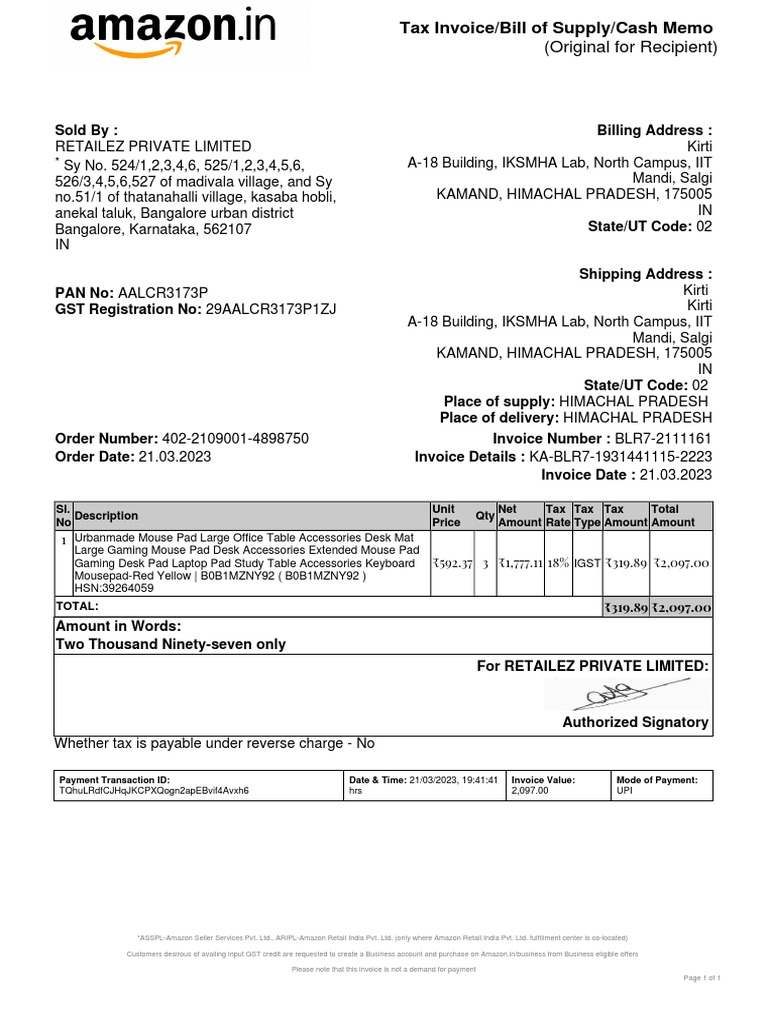 amazon.in
Tax Invoice/Bill of Supply/Cash Memo
(Original for Recipient)
Sold By :
RETAILEZ PRIVATE LIMITED
* Sy No. 524/1,2,3,4,6, 525/1,2,3,4,5,6,
526/3,4,5,6,527 of madivala village, and Sy
no.51/1 of thatanahalli village, kasaba hobli,
anekal taluk, Bangalore urban district
Bangalore, Karnataka, 562107
IN
PAN No: AALCR3173P
GST Registration No: 29AALCR3173P1ZJ
Billing Address :
Kirti
A-18 Building, IKSMHA Lab, North Campus, IIT
Mandi, Salgi
KAMAND, HIMACHAL PRADESH, 175005
IN
State/UT Code: 02
Shipping Address :
Kirti
Kirti
A-18 Building, IKSMHA Lab, North Campus, IIT
Mandi, Salgi
KAMAND, HIMACHAL PRADESH, 175005
IN
State/UT Code: 02
Place of supply: HIMACHAL PRADESH
Place of delivery: HIMACHAL PRADESH
Order Number: 402-2109001-4898750
Order Date: 21.03.2023
Invoice Number : BLR7-2111161
Invoice Details : KA-BLR7-1931441115-2223
Invoice Date : 21.03.2023
Sl. No Description Unit Price Qty Net Amount Tax Rate Tax Type Tax Amount Total Amount
1 Urbanmade Mouse Pad Large Office Table Accessories Desk Mat
Large Gaming Mouse Pad Desk Accessories Extended Mouse Pad
Gaming Desk Pad Laptop Pad Study Table Accessories Keyboard
Mousepad-Red Yellow | B0B1MZNY92 ( B0B1MZNY92 )
HSN:39264059
₹592.37 3 ₹1,777.11 18% IGST ₹319.89 ₹2,097.00
TOTAL: ₹319.89 ₹2,097.00
Amount in Words:
Two Thousand Ninety-seven only
For RETAILEZ PRIVATE LIMITED:
Authorized Signatory
Whether tax is payable under reverse charge - No
Payment Transaction ID:
TQhuLRdfCJHqJKCPXQogn2apEBvif4Avxh6
Date & Time: 21/03/2023, 19:41:41
hrs
Invoice Value:
2,097.00
Mode of Payment:
UPI
*ASSPL-Amazon Seller Services Pvt. Ltd., ARIPL-Amazon Retail India Pvt. Ltd. (only where Amazon Retail India Pvt. Ltd. fulfillment center is co-located)
Customers desirous of availing input GST credit are requested to create a Business account and purchase on Amazon.in/business from Business eligible offers
Please note that this invoice is not a demand for payment
Page 1 of 1